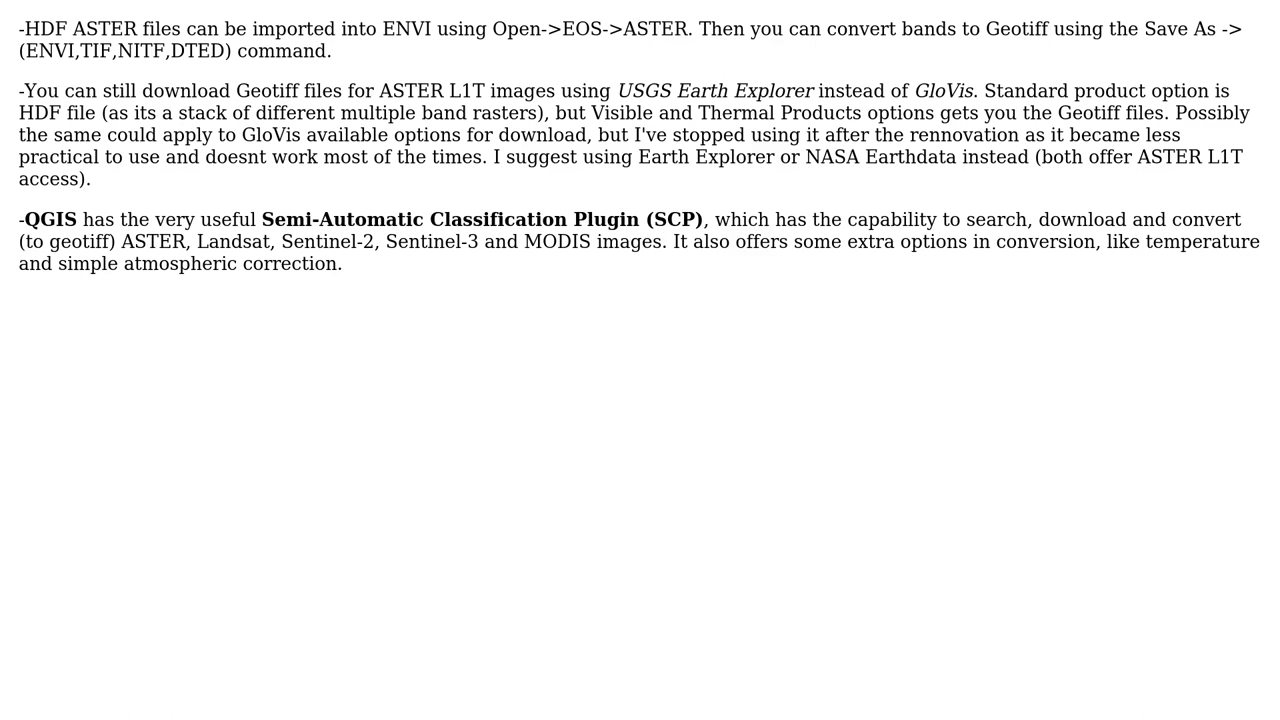 -HDF ASTER files can be imported into ENVI using Open->EOS->ASTER. Then you can convert bands to Geotiff using the Save As ->
(ENVI,TIF,NITF,DTED) command.
-You can still download Geotiff files for ASTER L1T images using USGS Earth Explorer instead of GloVis. Standard product option is
HDF file (as its a stack of different multiple band rasters), but Visible and Thermal Products options gets you the Geotiff files. Possibly
the same could apply to GloVis available options for download, but I've stopped using it after the rennovation as it became less
practical to use and doesnt work most of the times. I suggest using Earth Explorer or NASA Earthdata instead (both offer ASTER L1T
access).
-QGIS has the very useful Semi-Automatic Classification Plugin (SCP), which has the capability to search, download and convert
(to geotiff) ASTER, Landsat, Sentinel-2, Sentinel-3 and MODIS images. It also offers some extra options in conversion, like temperature
and simple atmospheric correction.